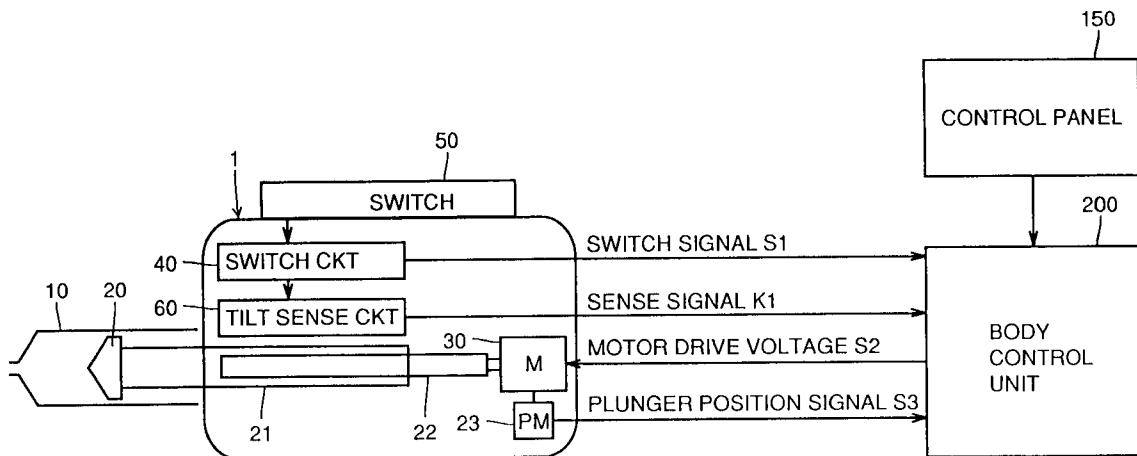 150
CONTROL PANEL
50
1
SWITCH
200
SWITCH SIGNAL S1
40
SWITCH CKT
10
20
60
TILT SENSE CKT
SENSE SIGNAL K1
30
M
MOTOR DRIVE VOLTAGE S2
BODY
CONTROL
UNIT
21
22
23
PM
PLUNGER POSITION SIGNAL S3